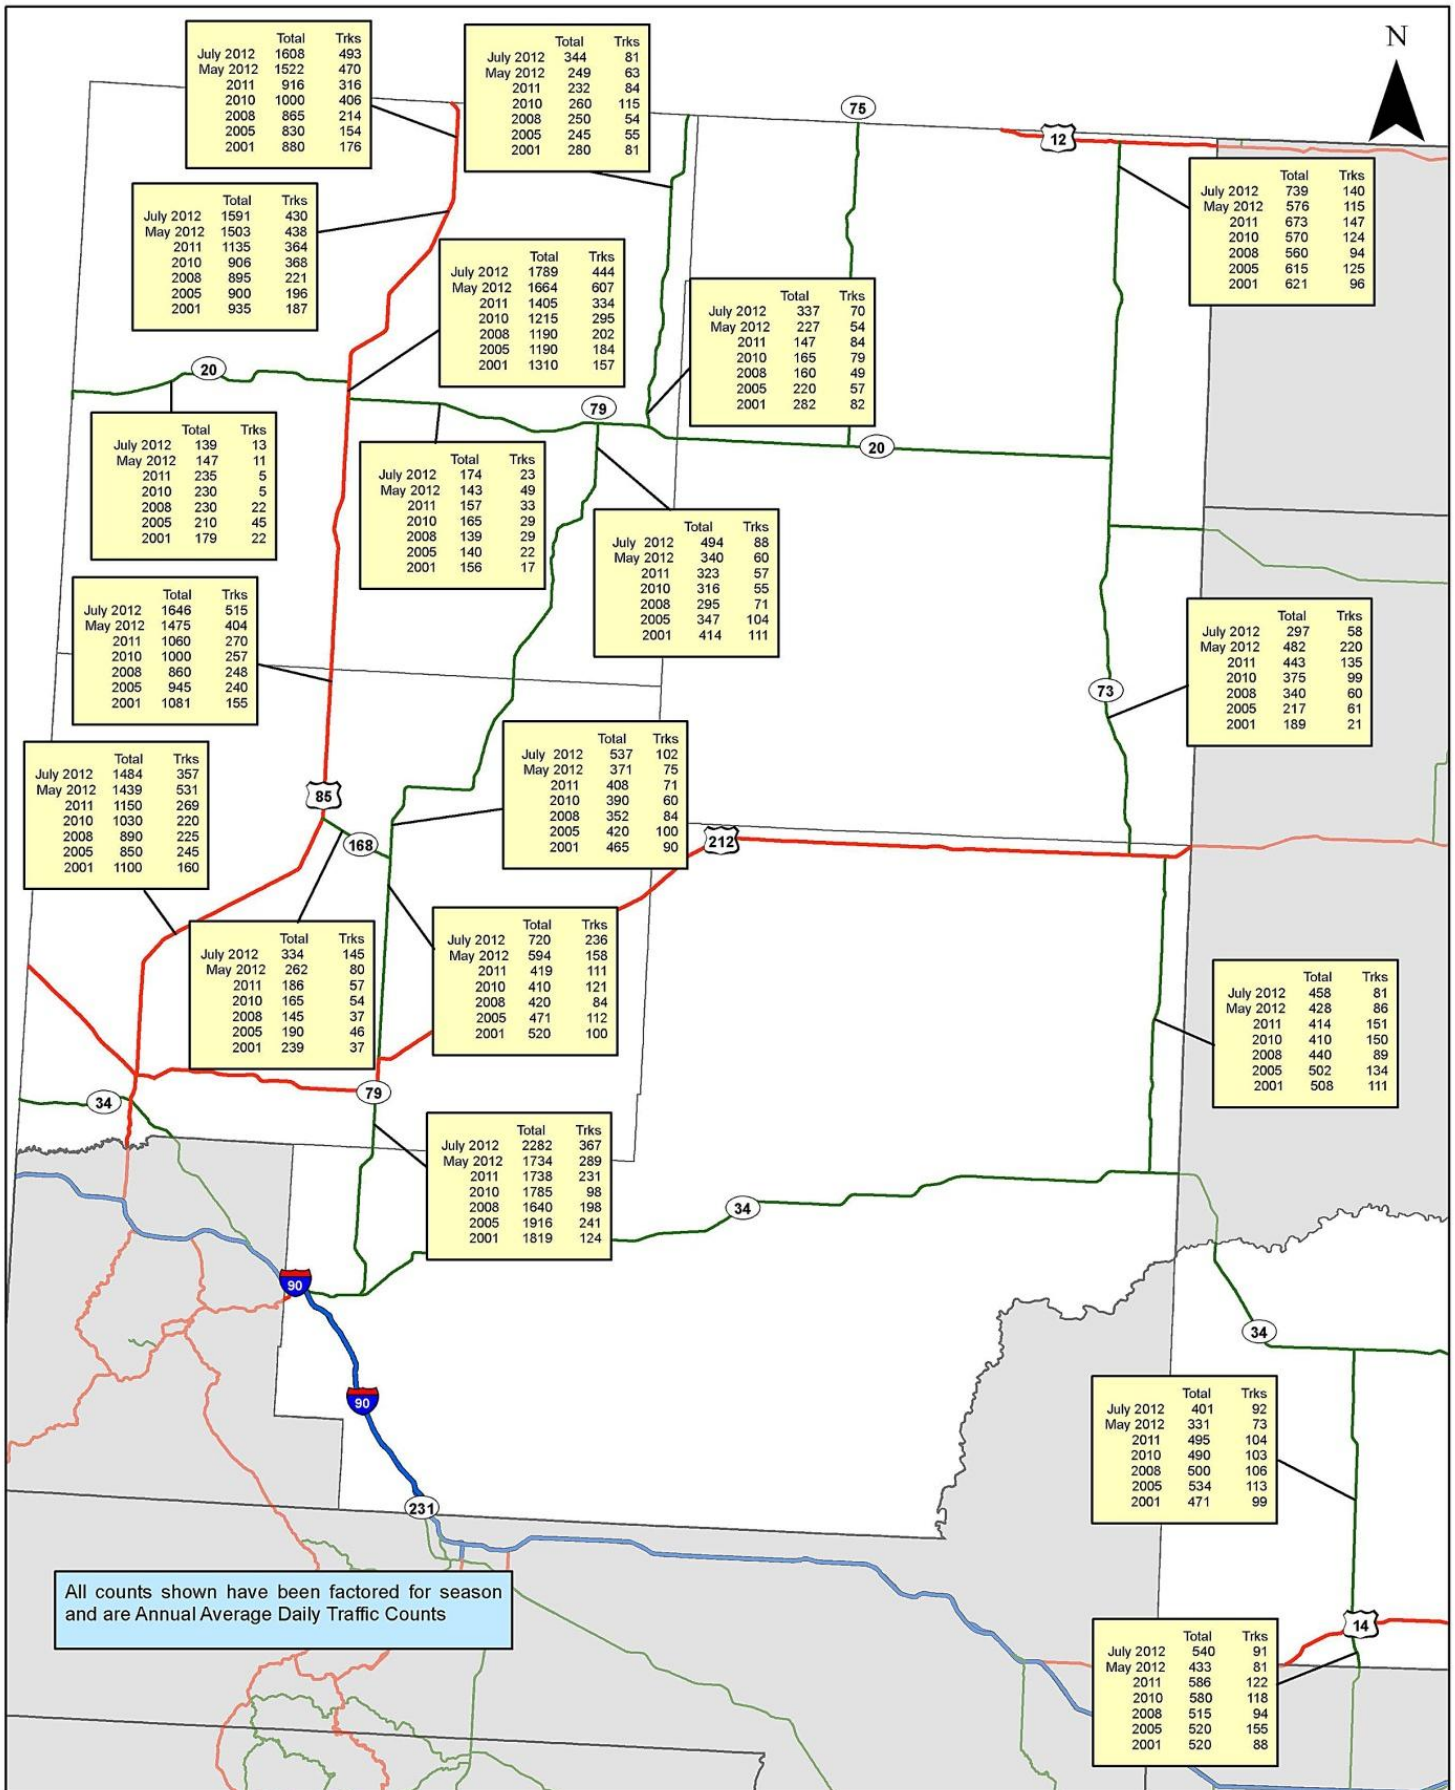 N
Total Trks
July 2012 1608 493
May 2012 1522 470
2011 916 316
2010 1000 406
2008 865 214
2005 830 154
2001 880 176
Total Trks
July 2012 344 81
May 2012 249 63
2011 232 84
2010 260 115
2008 250 54
2005 245 55
2001 280 81
75
12
Total Trks
July 2012 739 140
May 2012 576 115
2011 673 147
2010 570 124
2008 560 94
2005 615 125
2001 621 96
Total Trks
July 2012 1591 430
May 2012 1503 438
2011 1135 364
2010 906 368
2008 895 221
2005 900 196
2001 935 187
Total Trks
July 2012 1789 444
May 2012 1664 607
2011 1405 334
2010 1215 295
2008 1190 202
2005 1190 184
2001 1310 157
Total Trks
July 2012 337 70
May 2012 227 54
2011 147 84
2010 165 79
2008 160 49
2005 220 57
2001 282 82
20
79
20
Total Trks
July 2012 139 13
May 2012 147 11
2011 235 5
2010 230 5
2008 230 22
2005 210 45
2001 179 22
Total Trks
July 2012 174 23
May 2012 143 49
2011 157 33
2010 165 29
2008 139 29
2005 140 22
2001 156 17
Total Trks
July 2012 494 88
May 2012 340 60
2011 323 57
2010 316 55
2008 295 71
2005 347 104
2001 414 111
Total Trks
July 2012 1646 515
May 2012 1475 404
2011 1060 270
2010 1000 257
2008 860 248
2005 945 240
2001 1081 155
Total Trks
July 2012 297 58
May 2012 482 220
2011 443 135
2010 375 99
2008 340 60
2005 217 61
2001 189 21
73
Total Trks
July 2012 1484 357
May 2012 1439 531
2011 1150 269
2010 1030 220
2008 890 225
2005 850 245
2001 1100 160
85
168
Total Trks
July 2012 537 102
May 2012 371 75
2011 408 71
2010 390 60
2008 352 84
2005 420 100
2001 465 90
212
Total Trks
July 2012 334 145
May 2012 262 80
2011 186 57
2010 165 54
2008 145 37
2005 190 46
2001 239 37
Total Trks
July 2012 720 236
May 2012 594 158
2011 419 111
2010 410 121
2008 420 84
2005 471 112
2001 520 100
Total Trks
July 2012 458 81
May 2012 428 86
2011 414 151
2010 410 150
2008 440 89
2005 502 134
2001 508 111
34
79
Total Trks
July 2012 2282 367
May 2012 1734 289
2011 1738 231
2010 1785 98
2008 1640 198
2005 1916 241
2001 1819 124
34
90
34
90
Total Trks
July 2012 401 92
May 2012 331 73
2011 495 104
2010 490 103
2008 500 106
2005 534 113
2001 471 99
231
All counts shown have been factored for season
and are Annual Average Daily Traffic Counts
14
Total Trks
July 2012 540 91
May 2012 433 81
2011 586 122
2010 580 118
2008 515 94
2005 520 155
2001 520 88